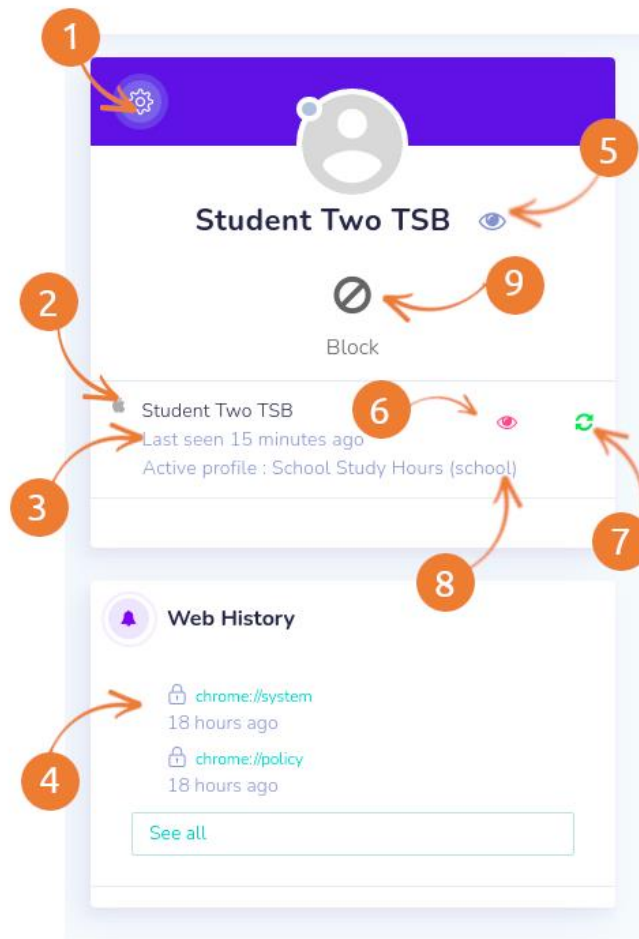 1
5
Student Two TSB
9
Block
2
Student Two TSB
6
Last seen 15 minutes ago
Active profile : School Study Hours (school)
3
7
8
Web History
chrome://system
18 hours ago
4
chrome://policy
18 hours ago
See all